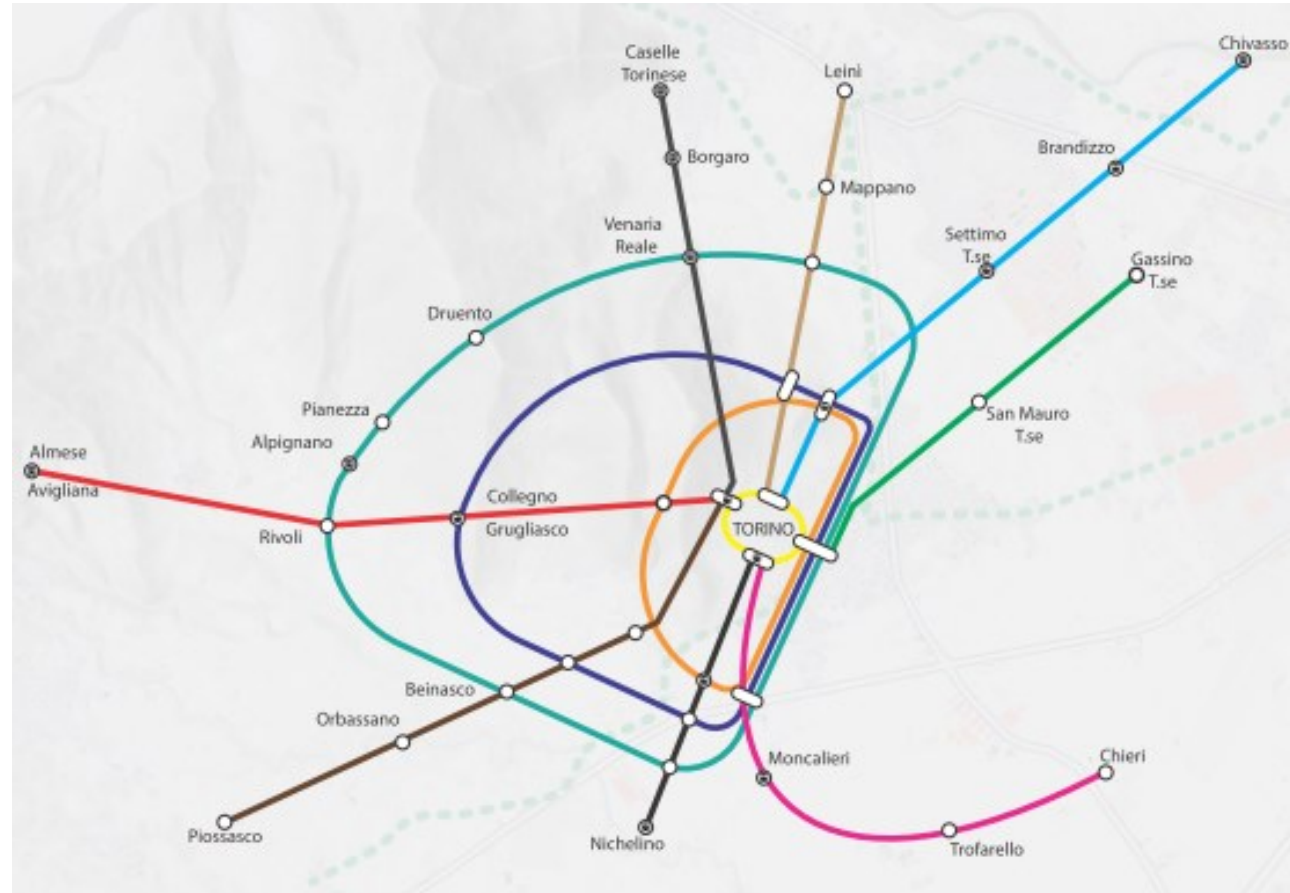 Chivasso
Caselle
Torinese
Leini
Borgaro
Brandizzo
Mappano
Venaria
Reale
Settimo
T.se
Gassino
T.se
Druento
Pianezza
San Mauro
T.se
Alpignano
Almese
Avigliana
Collegno
Grugliasco
Rivoli
TORINO
Beinasco
Orbassano
Moncalieri
Chieri
Piossasco
Nichelino
Trofarello